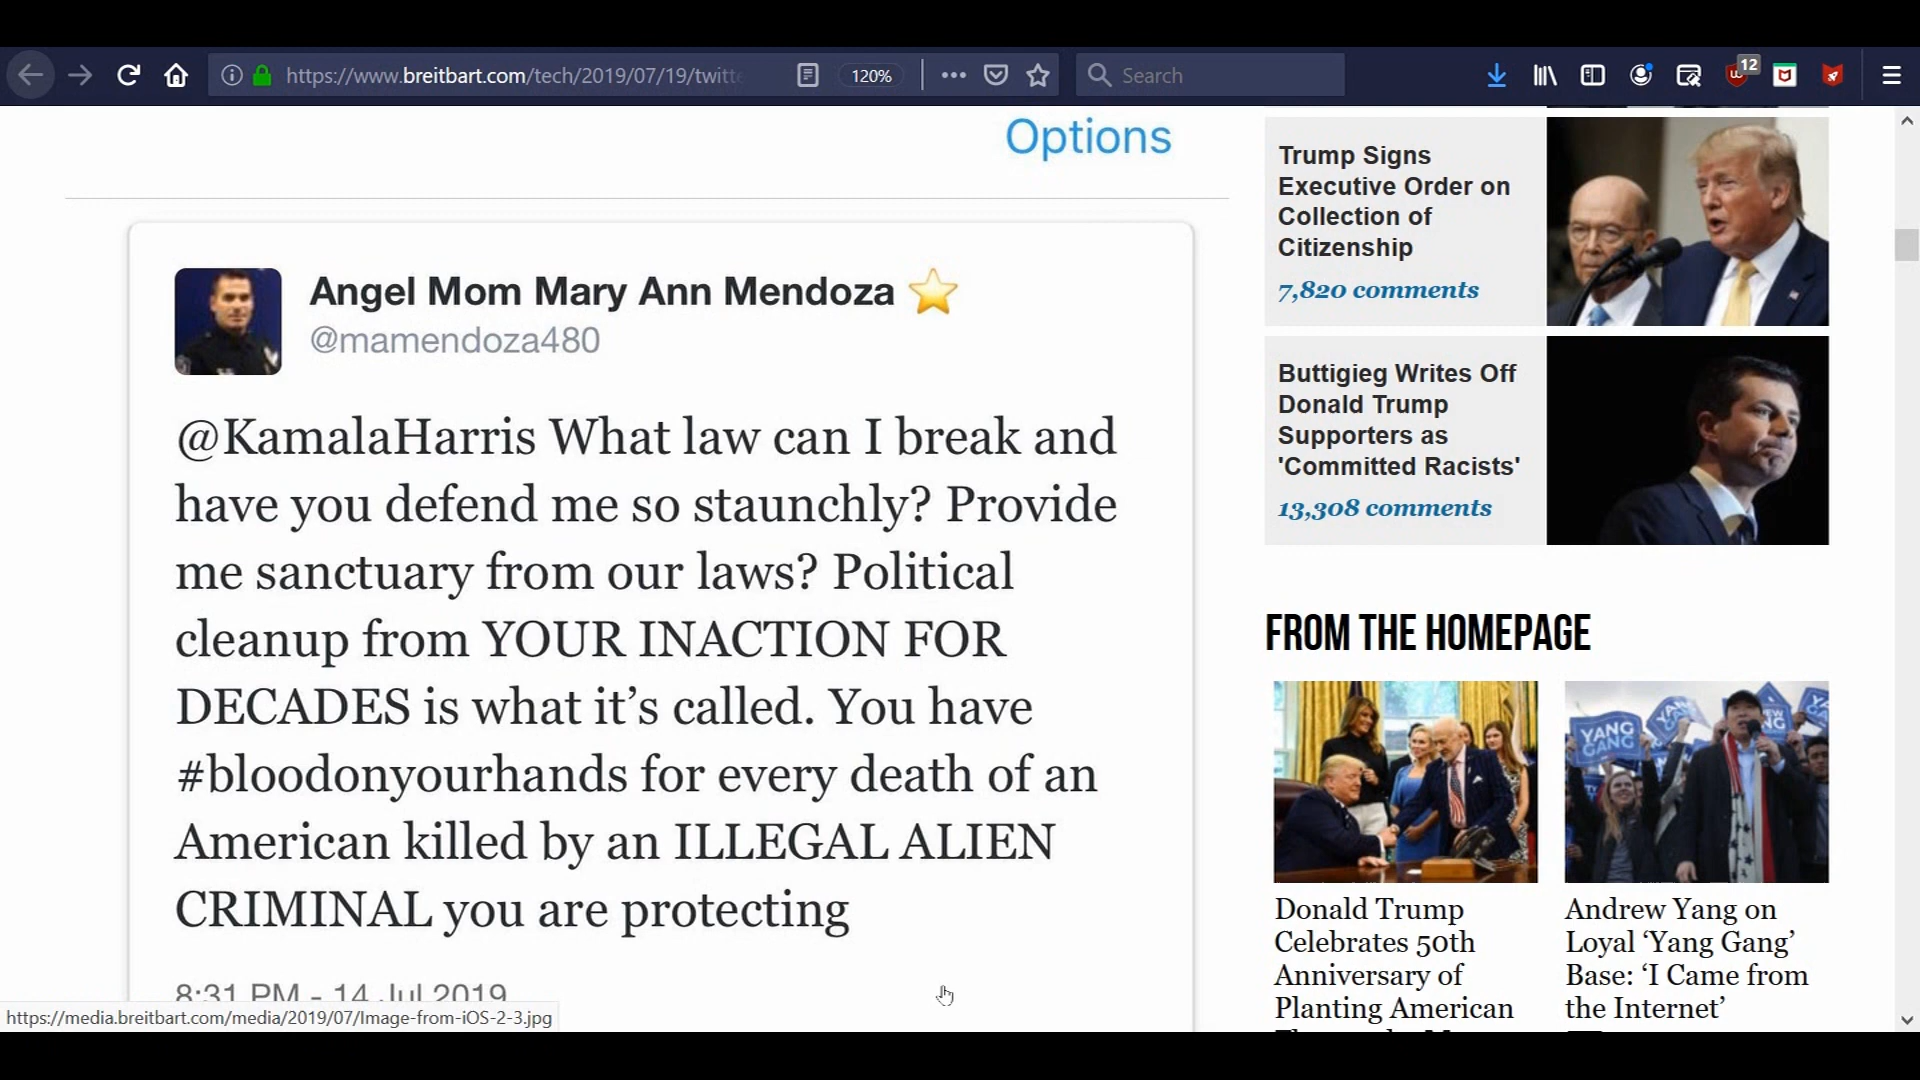 https://www.breitbart.com/tech/2019/07/19/twitt
120%
Search
12
Options
Angel Mom Mary Ann Mendoza
@mamendoza480
@KamalaHarris What law can I break and
have you defend me so staunchly? Provide
me sanctuary from our laws? Political
cleanup from YOUR INACTION FOR
DECADES is what it’s called. You have
#bloodonyourhands for every death of an
American killed by an ILLEGAL ALIEN
CRIMINAL you are protecting
8:31 PM - 14 Jul 2019
https://media.breitbart.com/media/2019/07/Image-from-iOS-2-3.jpg
Trump Signs
Executive Order on
Collection of
Citizenship
7,820 comments
Buttigieg Writes Off
Donald Trump
Supporters as
'Committed Racists'
13,308 comments
FROM THE HOMEPAGE
YANG
GANG
Donald Trump
Celebrates 50th
Anniversary of
Planting American
Andrew Yang on
Loyal ‘Yang Gang’
Base: ‘I Came from
the Internet’